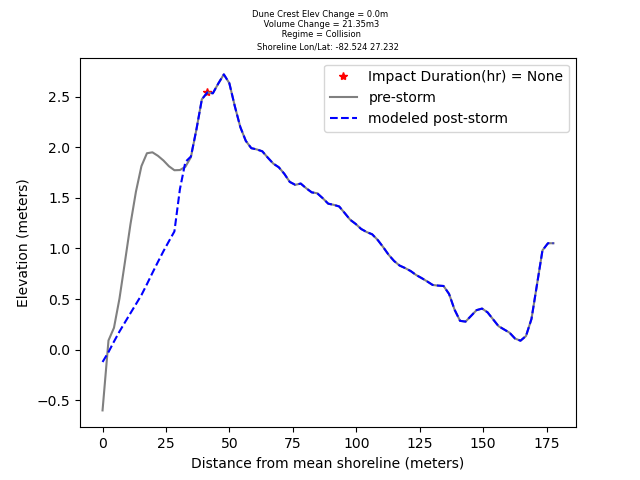 Dune Crest Elev Change = 0.0m
Volume Change = 21.35m3
Regime = Collision
Shoreline Lon/Lat: -82.524 27.232
Impact Duration(hr) = None
pre-storm
modeled post-storm
2.5
2.0
1.5
1.0
0.5
0.0
−0.5
Elevation (meters)
0 25 50 75 100 125 150 175
Distance from mean shoreline (meters)